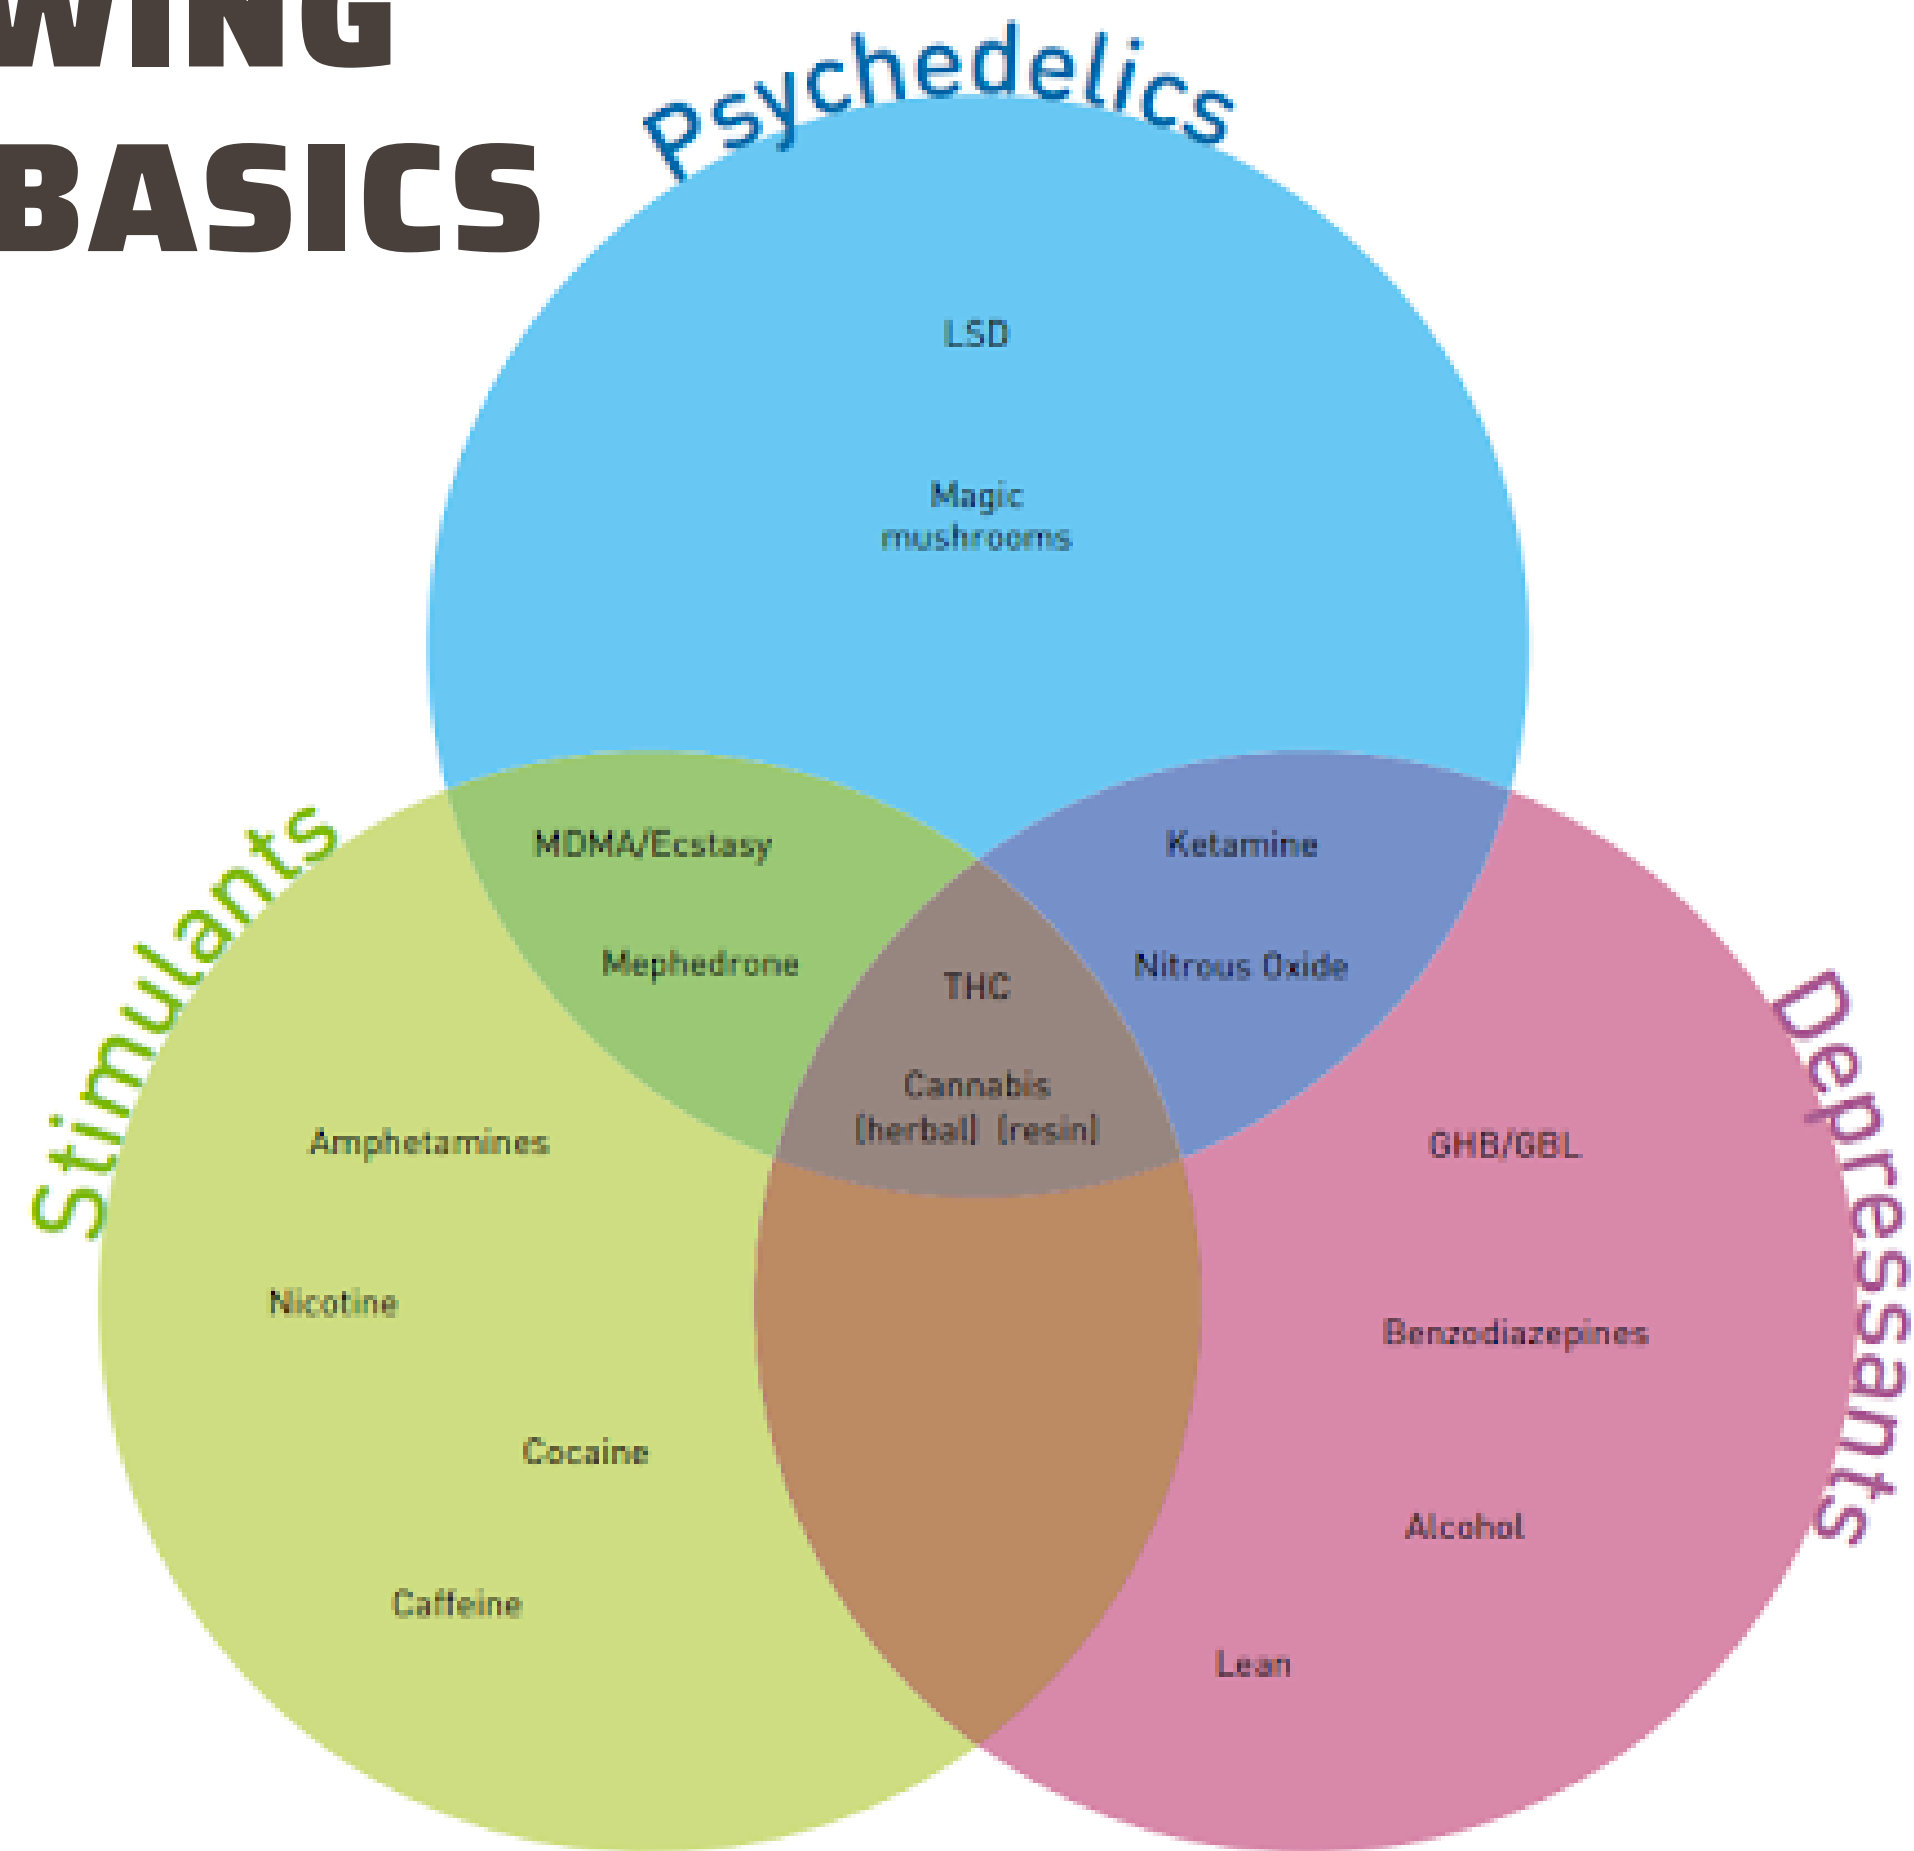 WING
BASICS
Psychedelics
LSD
Magic
mushrooms
Stimulants
MDMA/Ecstasy
Mephedrone
Ketamine
Nitrous Oxide
THC
Cannabis
(herbal) (resin)
Depressants
Amphetamines
Nicotine
Cocaine
Caffeine
GHB/GBL
Benzodiazepines
Alcohol
Lean